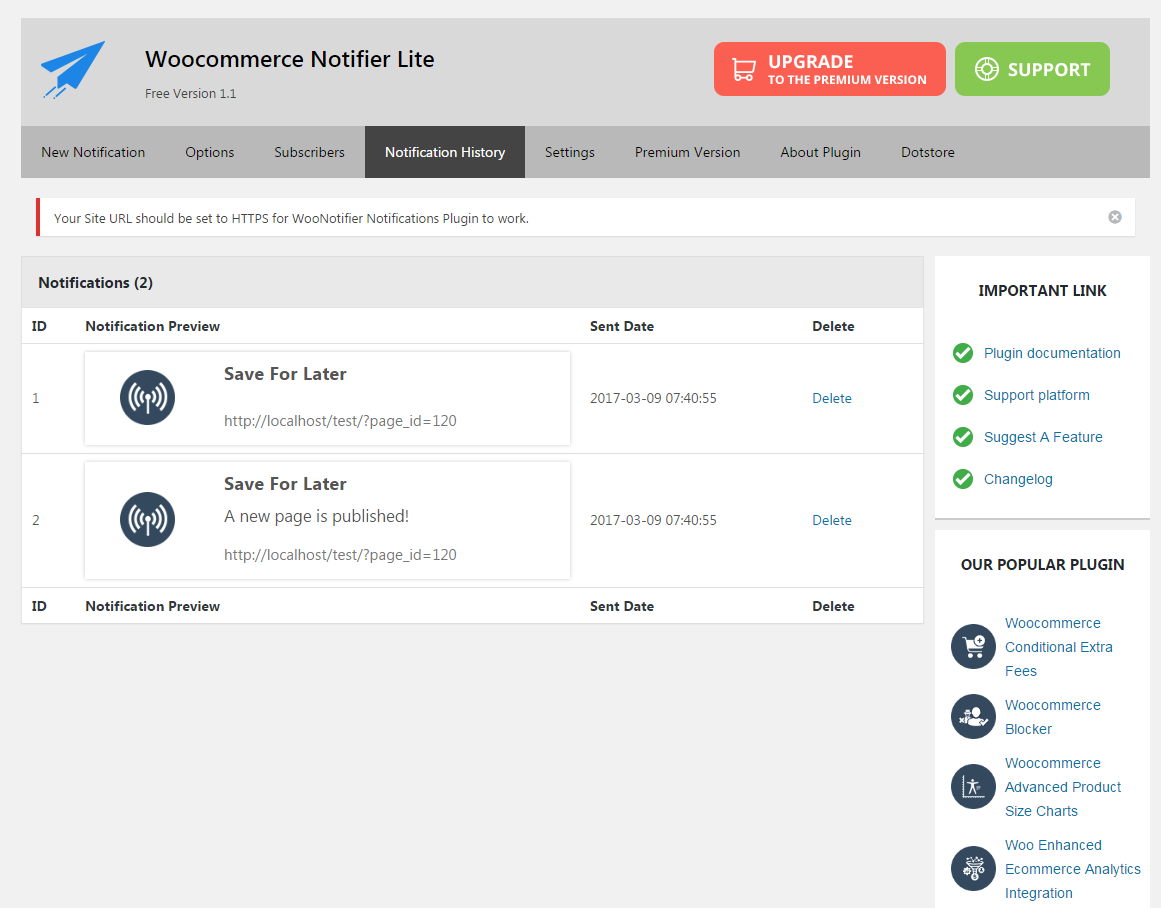 Woocommerce Notifier Lite
Free Version 1.1
UPGRADE
TO THE PREMIUM VERSION
SUPPORT
New Notification
Options
Subscribers
Notification History
Settings
Premium Version
About Plugin
Dotstore
Your Site URL should be set to HTTPS for WooNotifier Notifications Plugin to work.
Notifications (2)
ID Notification Preview Sent Date Delete
Save For Later
1 2017-03-09 07:40:55 Delete
http://localhost/test/?page_id=120
Save For Later
A new page is published!
2 2017-03-09 07:40:55 Delete
http://localhost/test/?page_id=120
ID Notification Preview Sent Date Delete
IMPORTANT LINK
Plugin documentation
Support platform
Suggest A Feature
Changelog
OUR POPULAR PLUGIN
Woocommerce
Conditional Extra
Fees
Woocommerce
Blocker
Woocommerce
Advanced Product
Size Charts
Woo Enhanced
Ecommerce Analytics
Integration